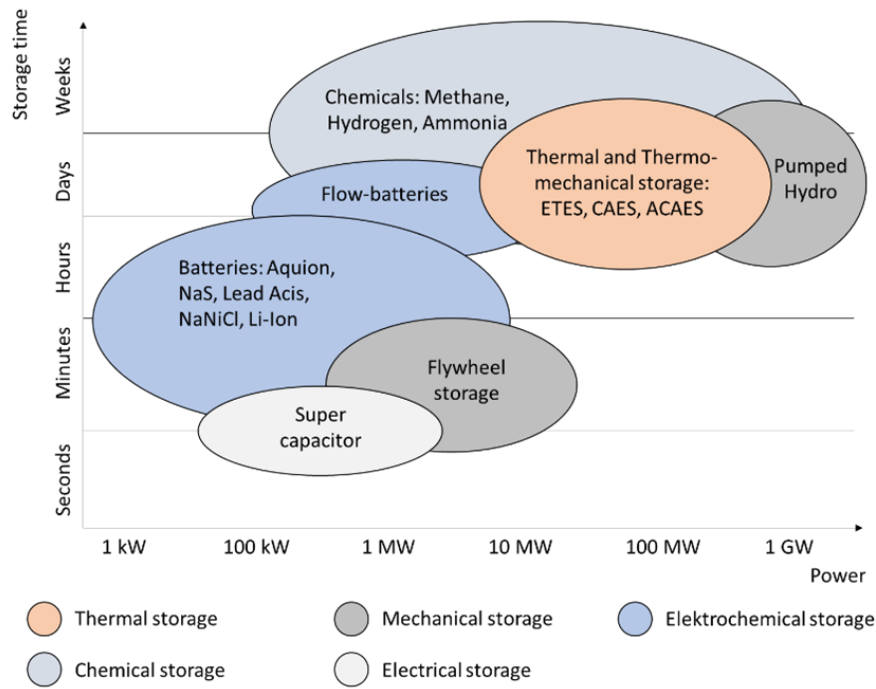 Storage time
Weeks
Days
Hours
Minutes
Seconds
Chemicals: Methane,
Hydrogen, Ammonia
Thermal and Thermo-
mechanical storage:
ETES, CAES, ACAES
Pumped
Hydro
Flow-batteries
Batteries: Aquion,
NaS, Lead Acis,
NaNiCl, Li-Ion
Flywheel
storage
Super
capacitor
1 kW
100 kW
1 MW
10 MW
100 MW
1 GW
Power
Thermal storage
Mechanical storage
Elektrochemical storage
Chemical storage
Electrical storage